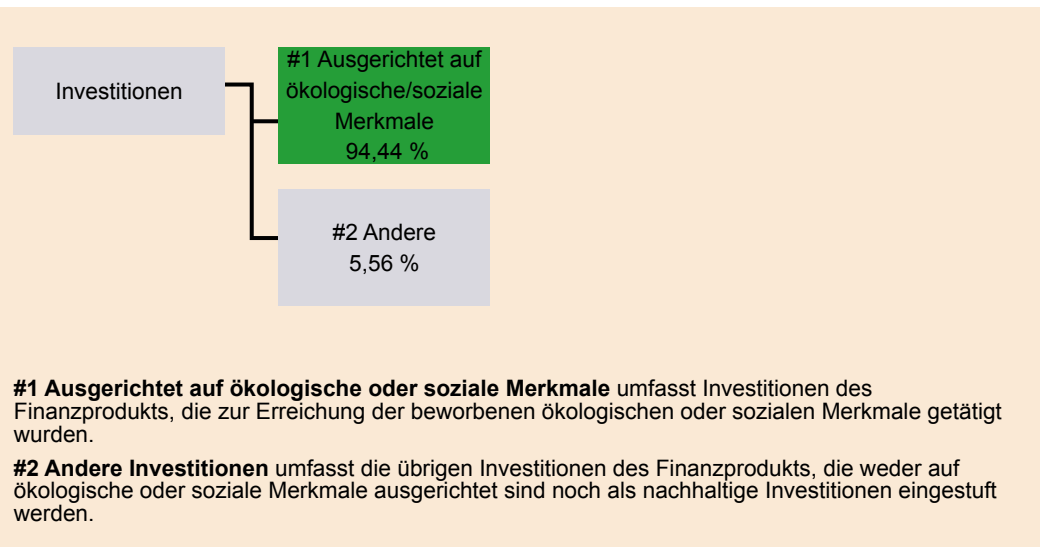 Investitionen
#1 Ausgerichtet auf
ökologische/soziale
Merkmale
94,44 %
#2 Andere
5,56 %
#1 Ausgerichtet auf ökologische oder soziale Merkmale umfasst Investitionen des
Finanzprodukts, die zur Erreichung der beworbenen ökologischen oder sozialen Merkmale getätigt
wurden.
#2 Andere Investitionen umfasst die übrigen Investitionen des Finanzprodukts, die weder auf
ökologische oder soziale Merkmale ausgerichtet sind noch als nachhaltige Investitionen eingestuft
werden.